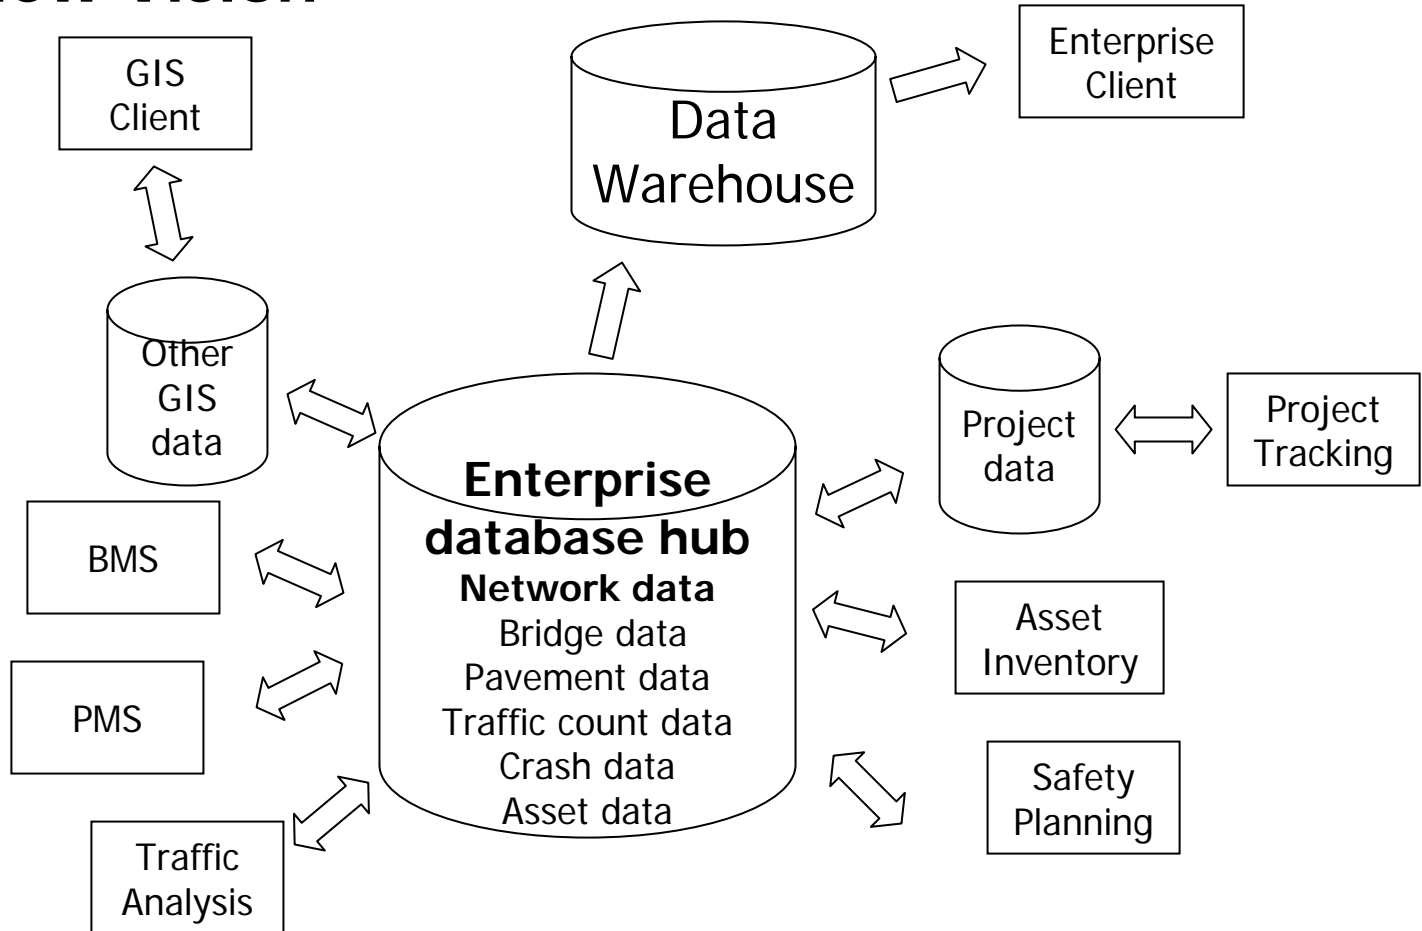 Vision
GIS
Client
Data
Warehouse
Enterprise
Client
Other
GIS
data
Enterprise
database hub
Network data
Bridge data
Pavement data
Traffic count data
Crash data
Asset data
Project
data
Project
Tracking
BMS
PMS
Traffic
Analysis
Asset
Inventory
Safety
Planning